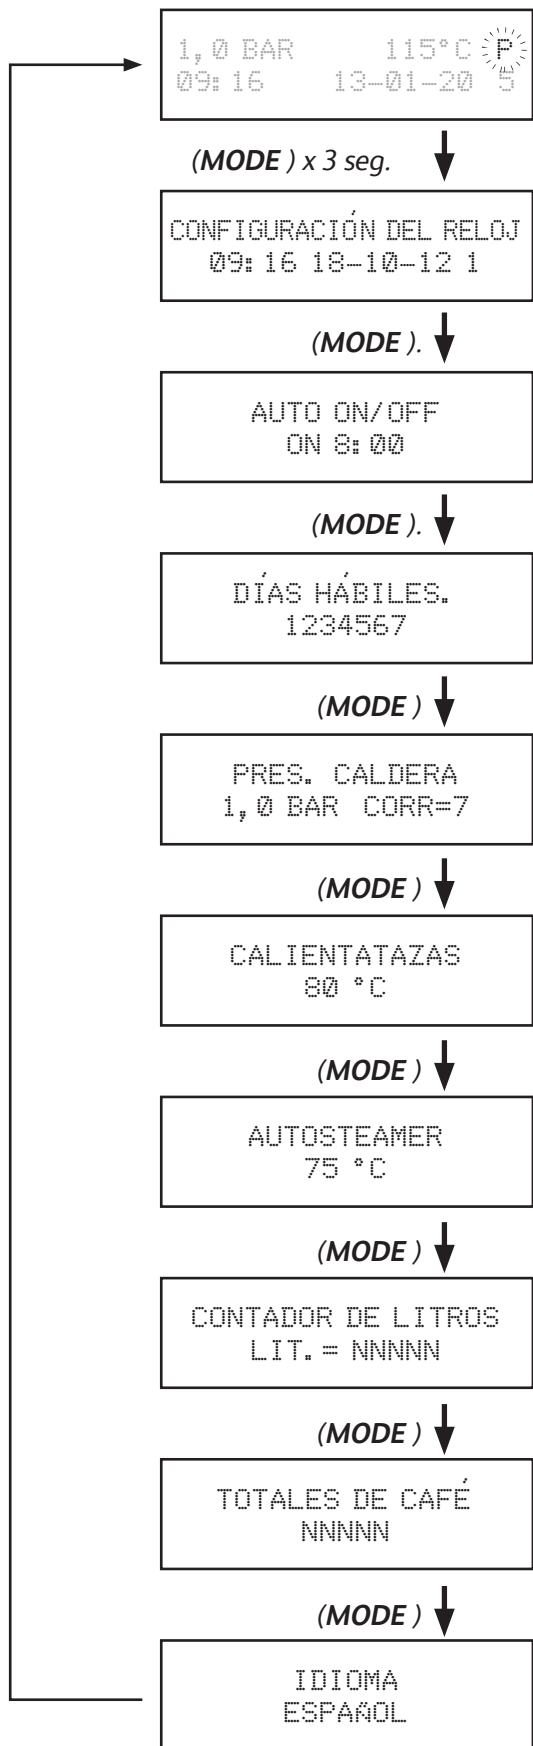 1,0 BAR 115°C P
09:16 13-01-20 5
(MODE ) x 3 seg.
CONFIGURACIÓN DEL RELOJ
09:16 18-10-12 1
(MODE ).
AUTO ON/OFF
ON 8:00
(MODE ).
DÍAS HÁBILES.
1234567
(MODE )
PRES. CALDERA
1,0 BAR CORR=7
(MODE )
CALIENTATAZAS
80 °C
(MODE )
AUTOSTEAMER
75 °C
(MODE )
CONTADOR DE LITROS
LIT. = NNNNN
(MODE )
TOTALES DE CAFÉ
NNNNN
(MODE )
IDIOMA
ESPAÑOL